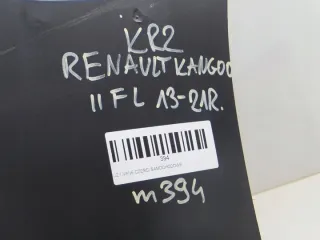 KR2
RENAULT KANGOO
II FL 13-21R.
394
m394